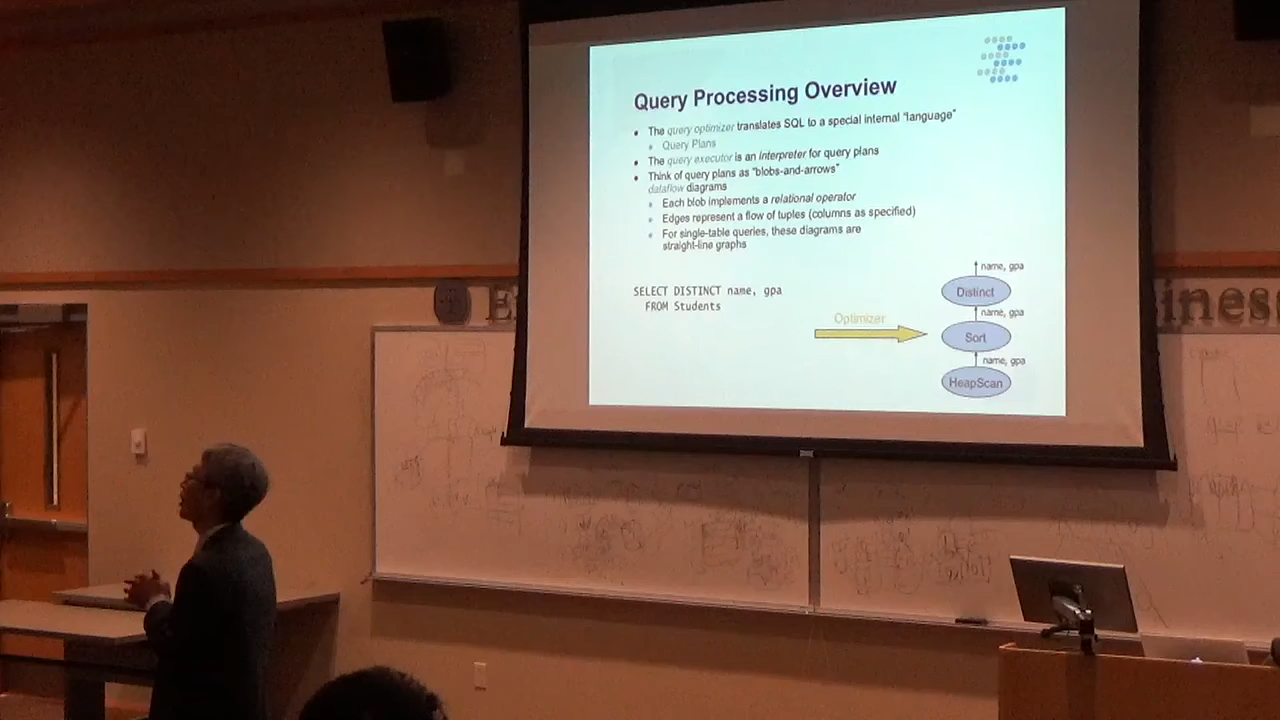 Query Processing Overview
The query optimizer translates SQL to a special internal "language"
Query Plans
The query executor is an interpreter for query plans
Think of query plans as "blobs-and-arrows"
dataflow diagrams
Each blob implements a relational operator
Edges represent a flow of tuples (columns as specified)
For single-table queries, these diagrams are
straight-line graphs
SELECT DISTINCT name, gpa
FROM Students
Optimizer
name, gpa
Distinct
name, gpa
Sort
name, gpa
HeapScan